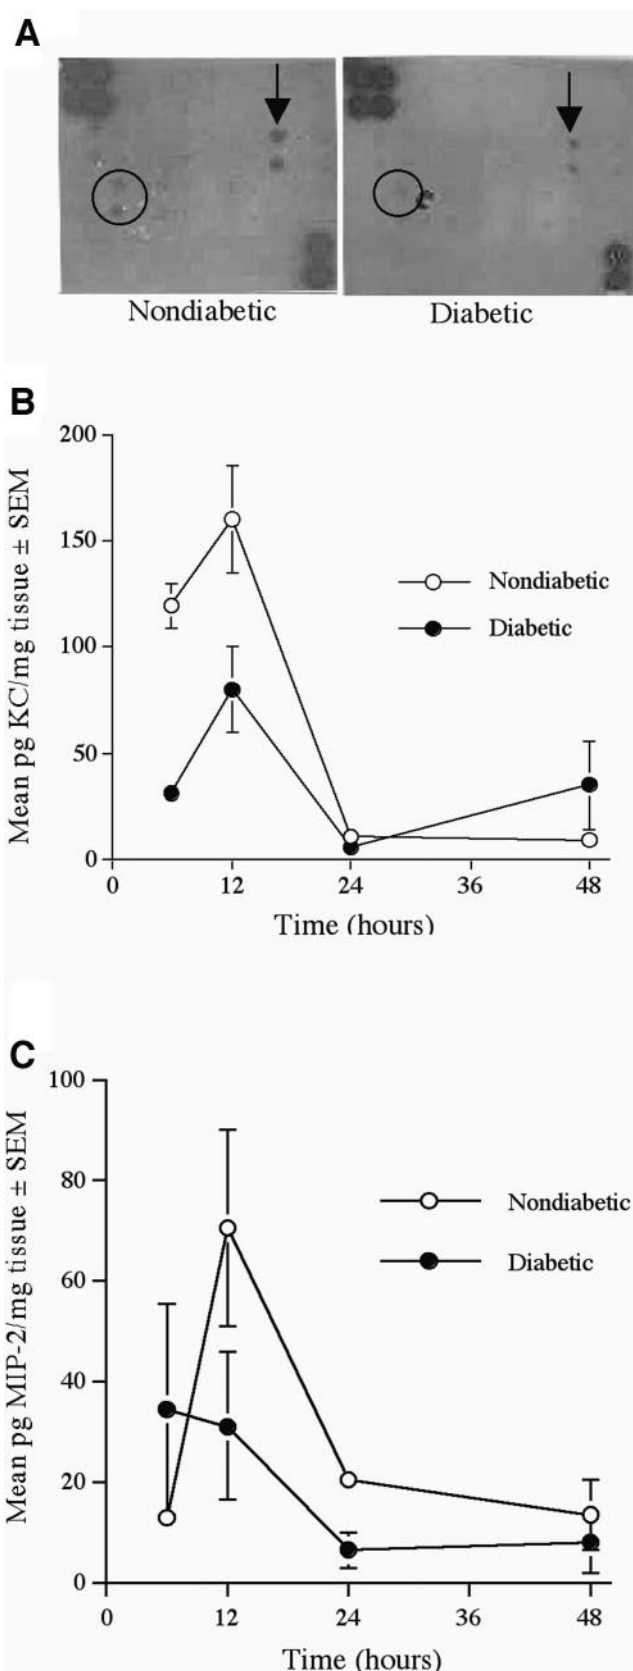 A
Nondiabetic
Diabetic
B
Mean pg KC/mg tissue ± SEM
200
150
100
50
0
Nondiabetic
Diabetic
0 12 24 36 48
Time (hours)
C
Mean pg MIP-2/mg tissue ± SEM
100
80
60
40
20
0
Nondiabetic
Diabetic
0 12 24 36 48
Time (hours)